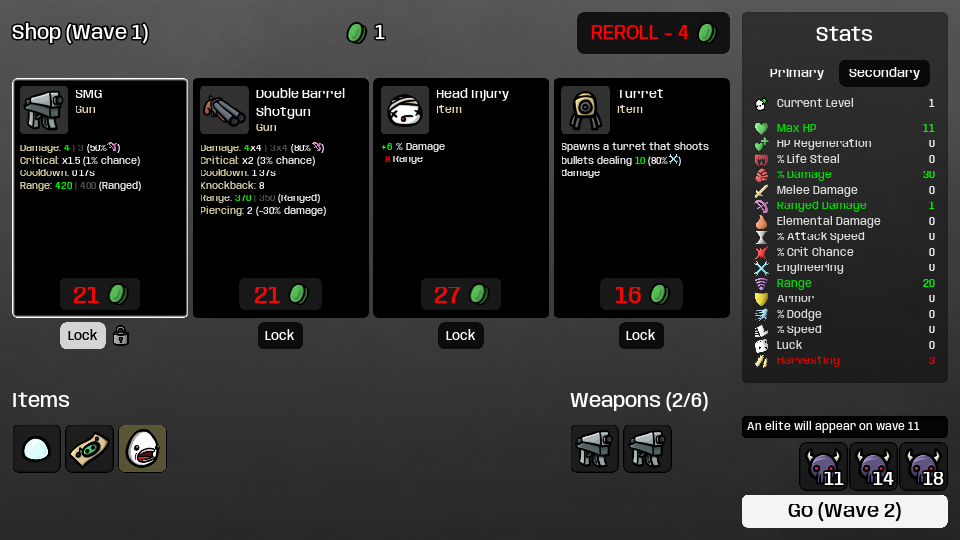 Shop (Wave 1)
1
REROLL - 4
SMG
Gun
Damage: 4 | 3 (50%)
Critical: x1.5 (1% chance)
Cooldown: 0.17s
Range: 420 | 400 (Ranged)
21
Lock
Double Barrel
Shotgun
Gun
Damage: 4x4 | 3x4 (80%)
Critical: x2 (3% chance)
Cooldown: 1.37s
Knockback: 8
Range: 370 | 350 (Ranged)
Piercing: 2 (-30% damage)
21
Lock
Head Injury
Item
+6 % Damage
8 Range
27
Lock
Turret
Item
Spawns a turret that shoots
bullets dealing 10 (80%)
damage
16
Lock
Stats
Primary
Secondary
Current Level 1
Max HP 11
HP Regeneration 0
% Life Steal 0
% Damage 30
Melee Damage 0
Ranged Damage 1
Elemental Damage 0
% Attack Speed 0
% Crit Chance 0
Engineering 0
Range 20
Armor 0
% Dodge 0
% Speed 0
Luck 0
Harvesting 3
Items
Weapons (2/6)
An elite will appear on wave 11
11
14
18
Go (Wave 2)